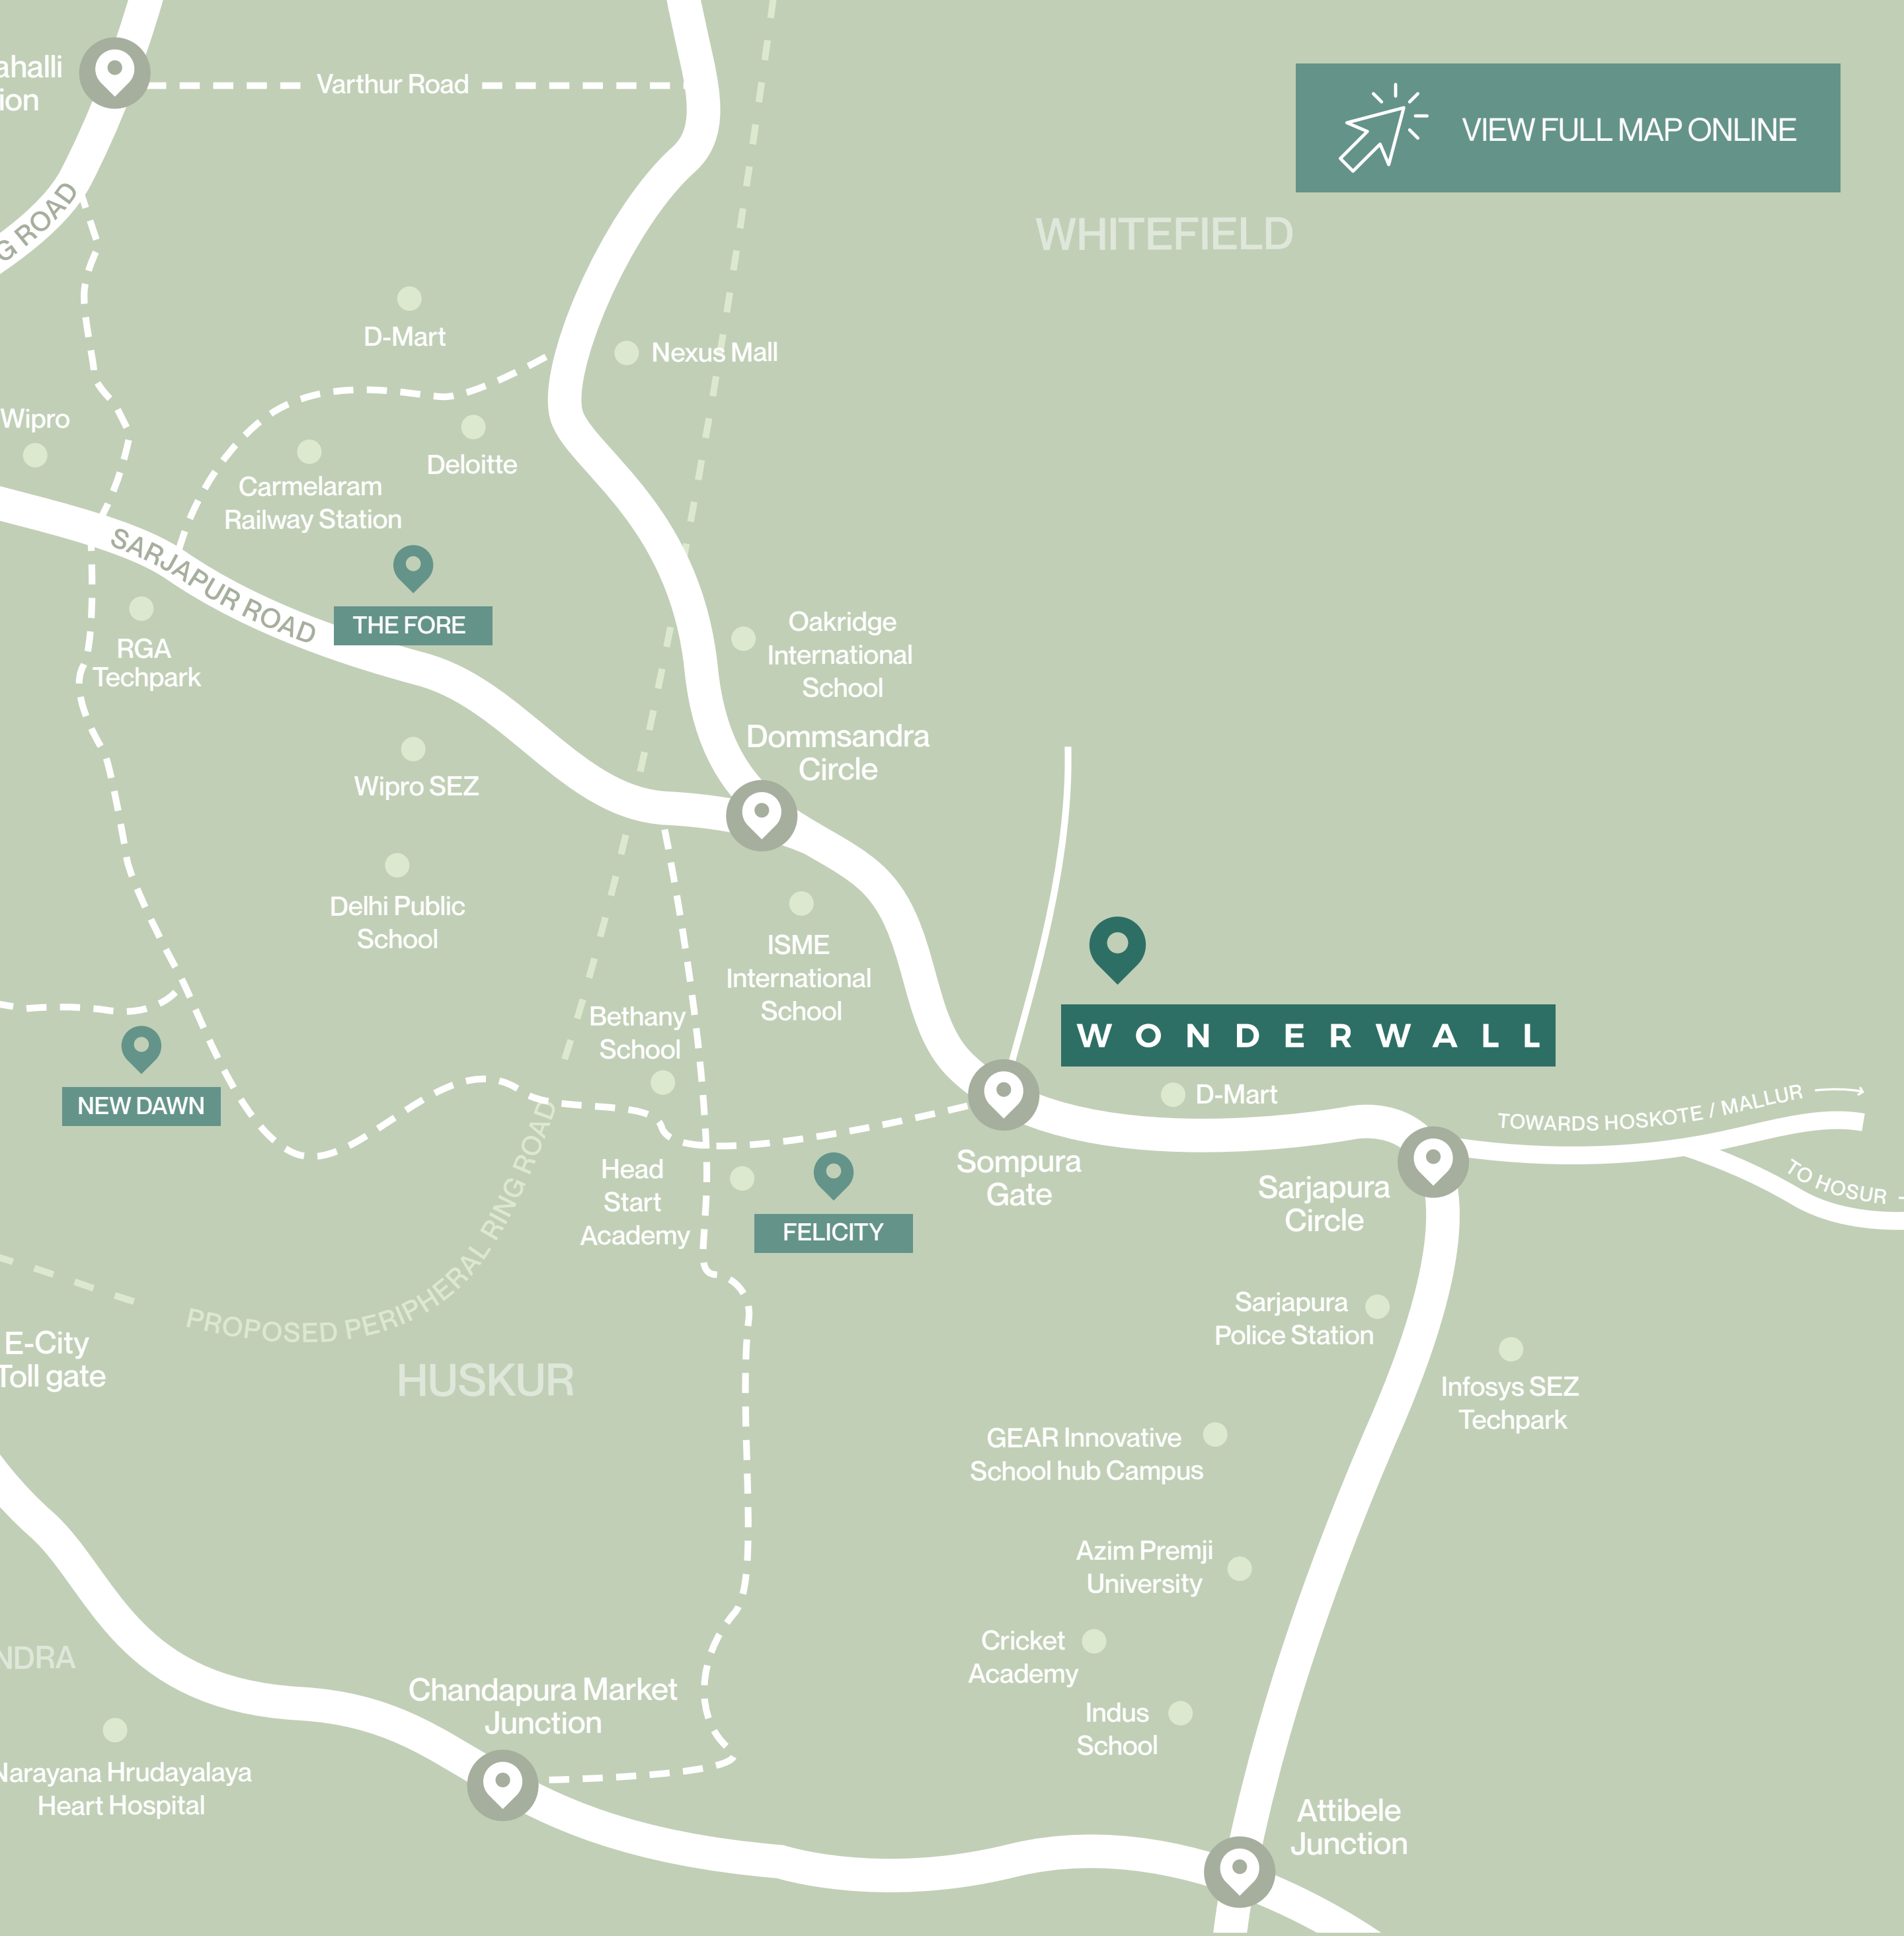 ahalli
ion
Varthur Road
VIEW FULL MAP ONLINE
G ROAD
WHITEFIELD
D-Mart
Nexus Mall
Wipro
Deloitte
Carmelaram
Railway Station
SARJAPUR ROAD
THE FORE
RGA
Techpark
Oakridge
International
School
Dommsandra
Circle
Wipro SEZ
Delhi Public
School
ISME
International
School
Bethany
School
WONDERWALL
NEW DAWN
D-Mart
TOWARDS HOSKOTE / MALLUR
TO HOSUR
Sompura
Gate
Sarjapura
Circle
Head
Start
Academy
FELICITY
PROPOSED PERIPHERAL RING ROAD
Sarjapura
Police Station
E-City
Toll gate
HUSKUR
Infosys SEZ
Techpark
GEAR Innovative
School hub Campus
Azim Premji
University
Cricket
Academy
NDRA
Chandapura Market
Junction
Indus
School
Narayana Hrudayalaya
Heart Hospital
Attibele
Junction